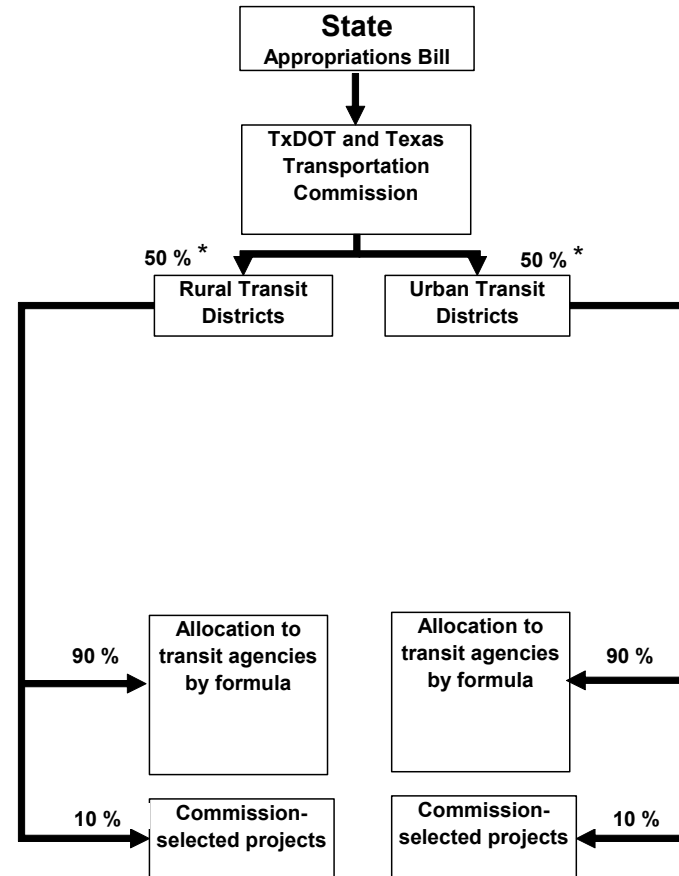 State
Appropriations Bill
TxDOT and Texas
Transportation
Commission
50 % *
50 % *
Rural Transit
Districts
Urban Transit
Districts
Allocation to
transit agencies
by formula
90 %
Allocation to
transit agencies
by formula
90 %
Commission-
selected projects
10 %
Commission-
selected projects
10 %